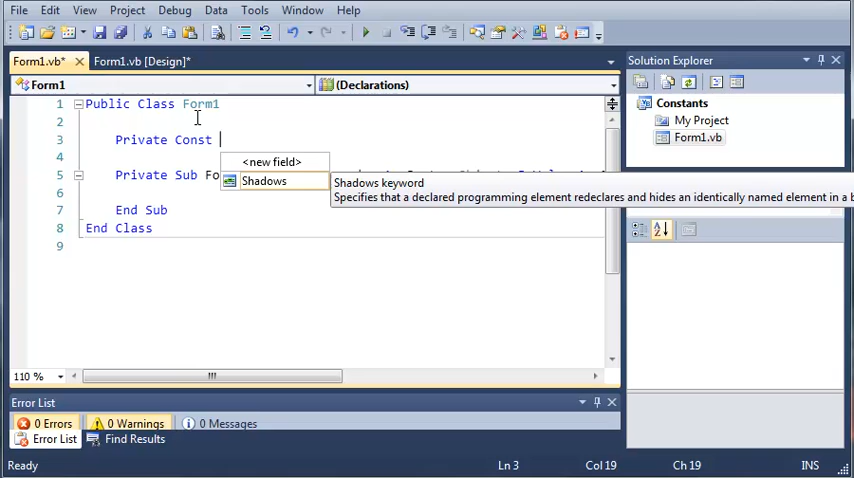 File Edit View Project Debug Data Tools Window Help
Form1.vb* Form1.vb [Design]*
Form1 (Declarations)
1 Public Class Form1
2
3 Private Const
4 <new field>
5 Private Sub Fo
Shadows
Shadows keyword
Specifies that a declared programming element redeclares and hides an identically named element in a b
6
7 End Sub
8 End Class
9
110 %
Solution Explorer
Constants
My Project
Form1.vb
Properties
Error List
0 Errors 0 Warnings 0 Messages
Error List Find Results
Ready Ln 3 Col 19 Ch 19 INS